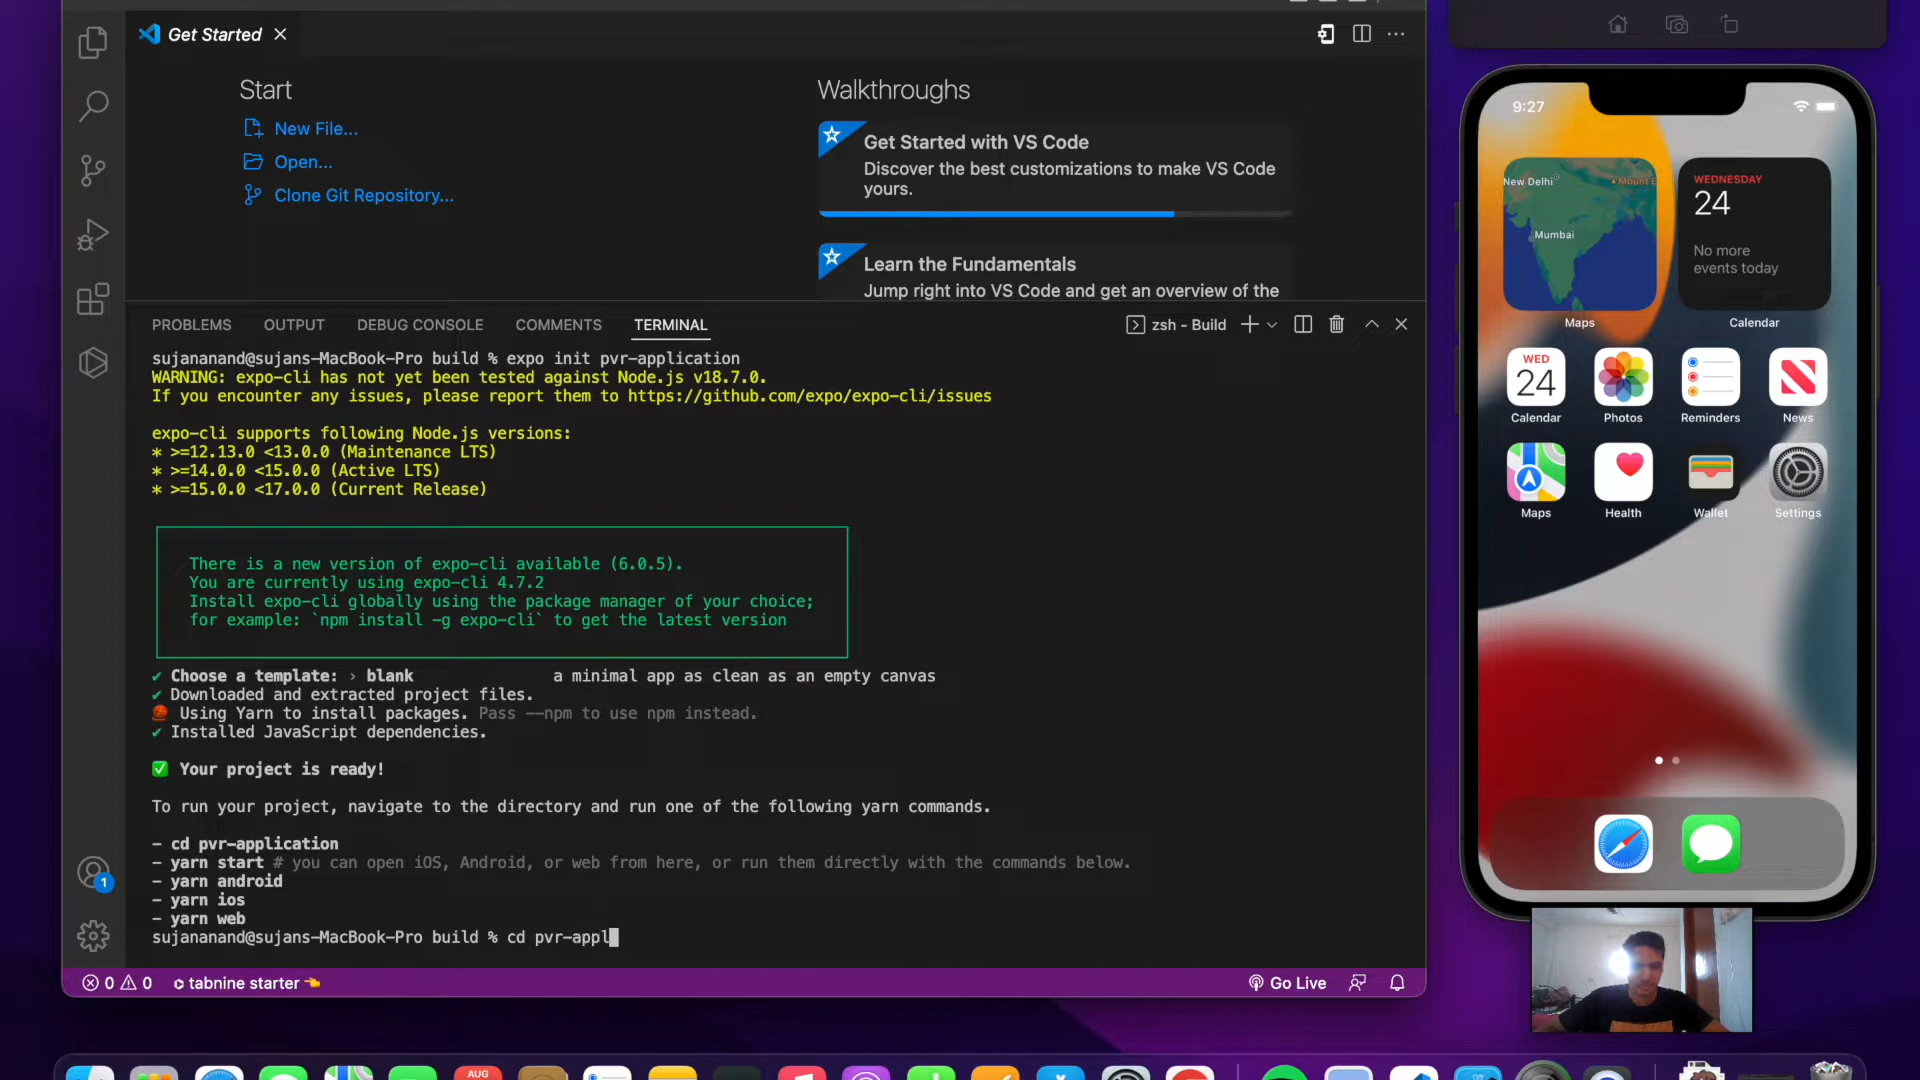 Get Started
Start
New File...
Open...
Clone Git Repository...
Walkthroughs
Get Started with VS Code
Discover the best customizations to make VS Code
yours.
Learn the Fundamentals
Jump right into VS Code and get an overview of the
PROBLEMS OUTPUT DEBUG CONSOLE COMMENTS TERMINAL
zsh - Build
sujananand@sujans-MacBook-Pro build % expo init pvr-application
WARNING: expo-cli has not yet been tested against Node.js v18.7.0.
If you encounter any issues, please report them to https://github.com/expo/expo-cli/issues
expo-cli supports following Node.js versions:
* >=12.13.0 <13.0.0 (Maintenance LTS)
* >=14.0.0 <15.0.0 (Active LTS)
* >=15.0.0 <17.0.0 (Current Release)
There is a new version of expo-cli available (6.0.5).
You are currently using expo-cli 4.7.2
Install expo-cli globally using the package manager of your choice;
for example: `npm install -g expo-cli` to get the latest version
✔ Choose a template: › blank a minimal app as clean as an empty canvas
✔ Downloaded and extracted project files.
🧶 Using Yarn to install packages. Pass --npm to use npm instead.
✔ Installed JavaScript dependencies.
✅ Your project is ready!
To run your project, navigate to the directory and run one of the following yarn commands.
- cd pvr-application
- yarn start # you can open iOS, Android, or web from here, or run them directly with the commands below.
- yarn android
- yarn ios
- yarn web
sujananand@sujans-MacBook-Pro build % cd pvr-appl
1
0 0 tabnine starter
Go Live
9:27
New Delhi
Mount E
Mumbai
Maps
WEDNESDAY
24
No more
events today
Calendar
WED
24
Calendar
Photos
Reminders
News
Maps
Health
Wallet
Settings
AUG